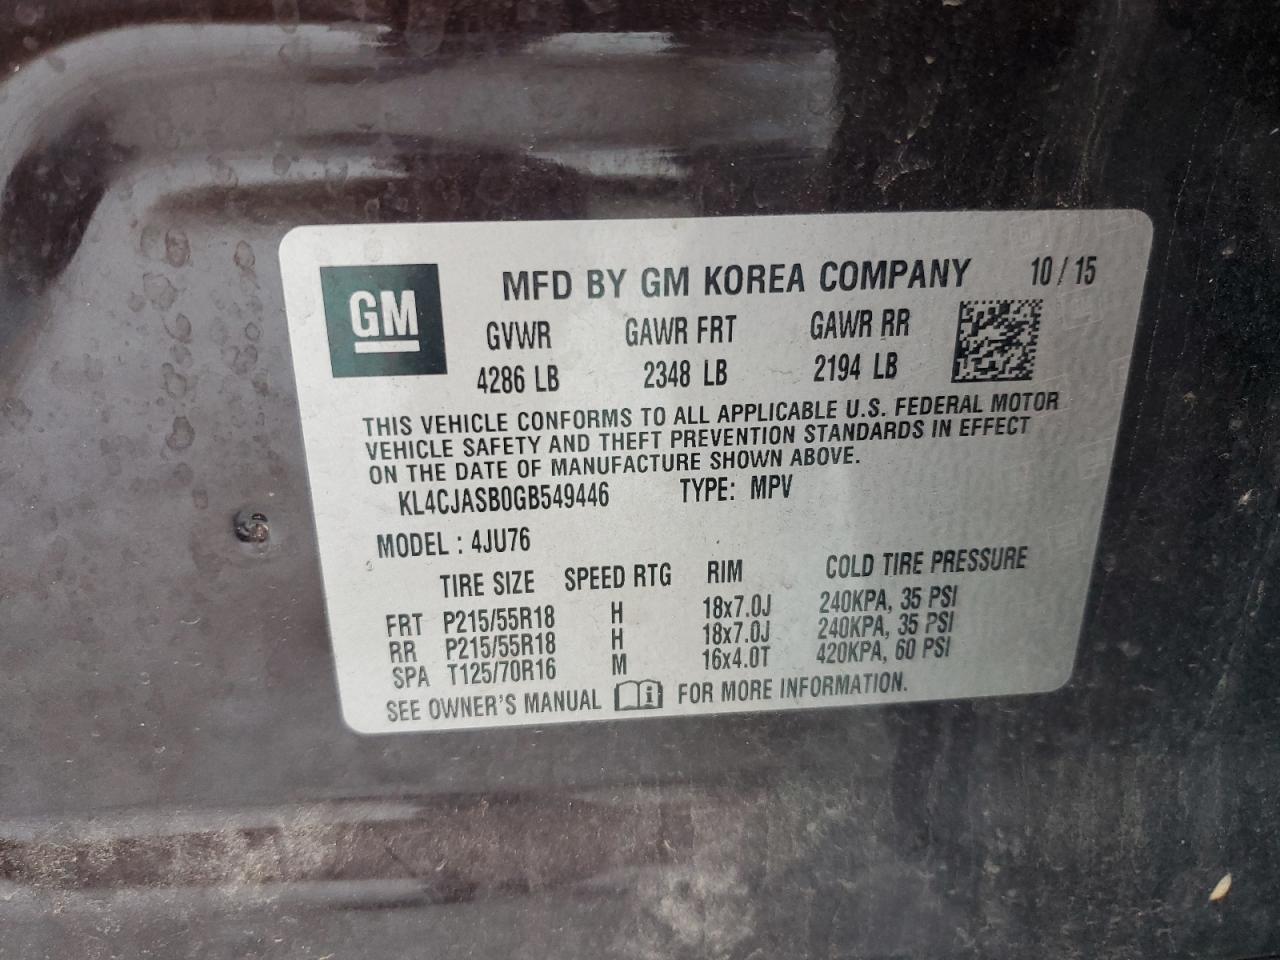 GM
MFD BY GM KOREA COMPANY 10/15
GVWR GAWR FRT GAWR RR
4286 LB 2348 LB 2194 LB
THIS VEHICLE CONFORMS TO ALL APPLICABLE U.S. FEDERAL MOTOR
VEHICLE SAFETY AND THEFT PREVENTION STANDARDS IN EFFECT
ON THE DATE OF MANUFACTURE SHOWN ABOVE.
KL4CJASB0GB549446 TYPE: MPV
MODEL : 4JU76
TIRE SIZE SPEED RTG RIM COLD TIRE PRESSURE
FRT P215/55R18 H 18x7.0J 240KPA, 35 PSI
RR P215/55R18 H 18x7.0J 240KPA, 35 PSI
SPA T125/70R16 M 16x4.0T 420KPA, 60 PSI
SEE OWNER'S MANUAL i FOR MORE INFORMATION.